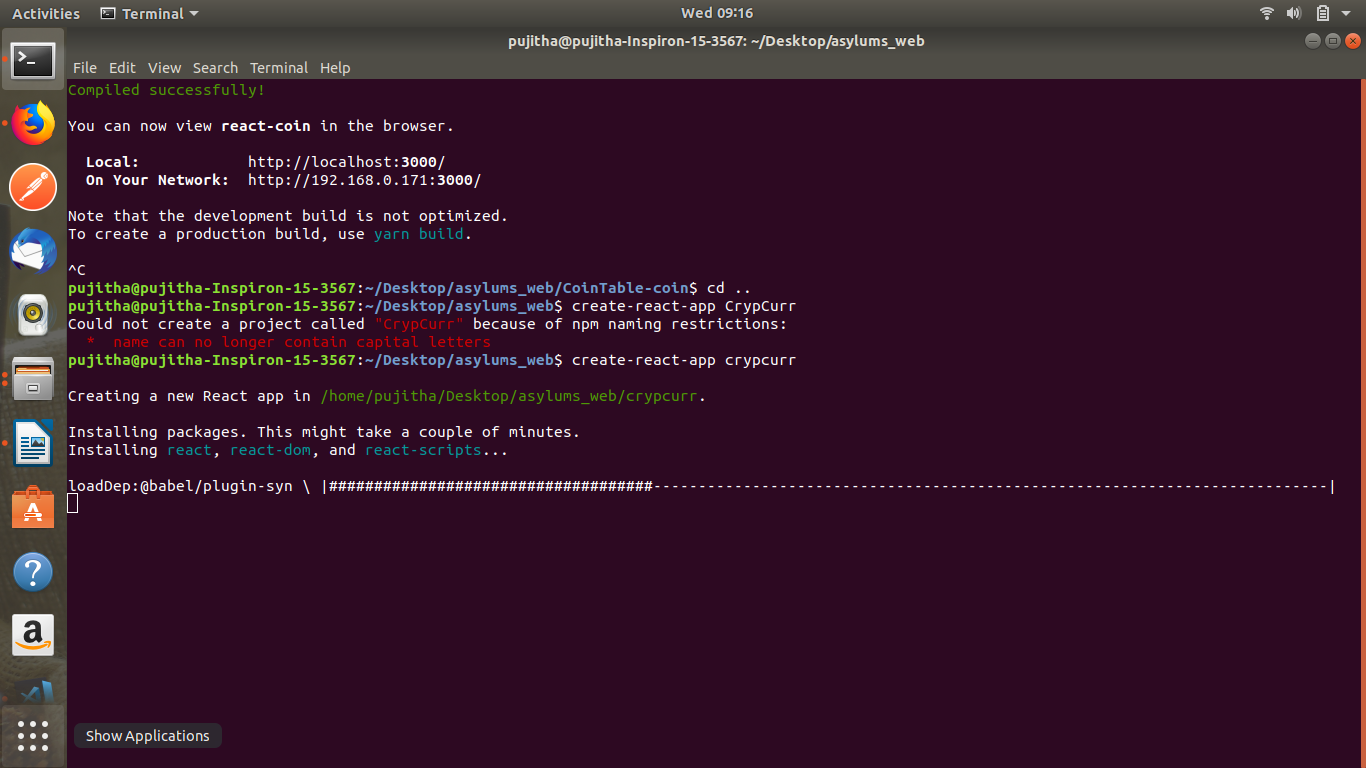 Activities Terminal Wed 09:16
pujitha@pujitha-Inspiron-15-3567: ~/Desktop/asylums_web
File Edit View Search Terminal Help
Compiled successfully!
You can now view react-coin in the browser.
Local: http://localhost:3000/
On Your Network: http://192.168.0.171:3000/
Note that the development build is not optimized.
To create a production build, use yarn build.
^C
pujitha@pujitha-Inspiron-15-3567:~/Desktop/asylums_web/CoinTable-coin$ cd ..
pujitha@pujitha-Inspiron-15-3567:~/Desktop/asylums_web$ create-react-app CrypCurr
Could not create a project called "CrypCurr" because of npm naming restrictions:
* name can no longer contain capital letters
pujitha@pujitha-Inspiron-15-3567:~/Desktop/asylums_web$ create-react-app crypcurr
Creating a new React app in /home/pujitha/Desktop/asylums_web/crypcurr.
Installing packages. This might take a couple of minutes.
Installing react, react-dom, and react-scripts...
loadDep:@babel/plugin-syn \ |####################################---------------------------------------------------------------------------|
Show Applications